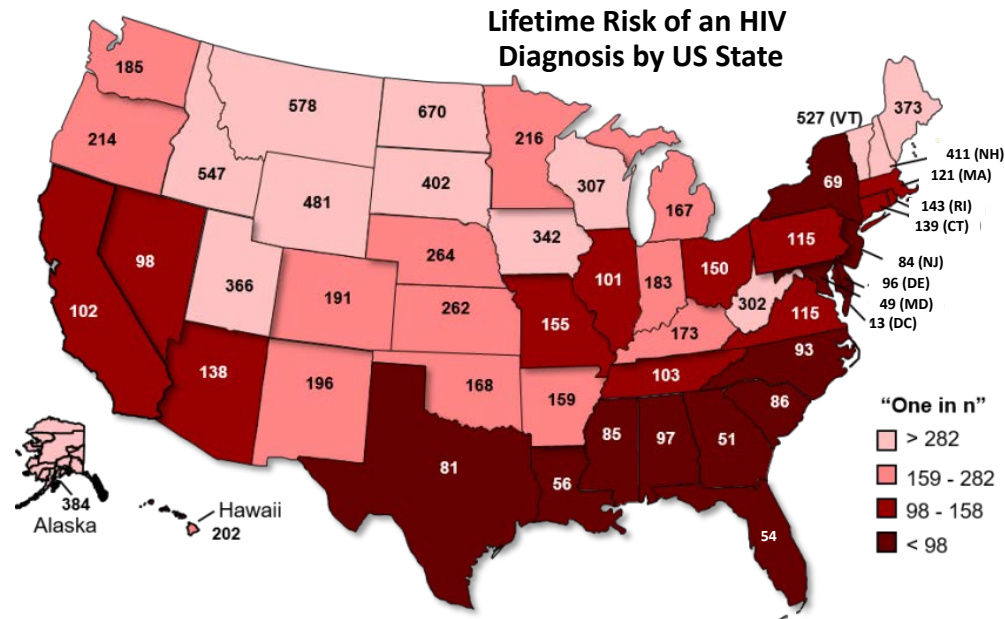 Lifetime Risk of an HIV
Diagnosis by US State
185
578
670
216
527 (VT)
373
214
547
481
402
307
167
69
411 (NH)
121 (MA)
143 (RI)
139 (CT)
98
366
191
264
342
101
183
150
115
84 (NJ)
96 (DE)
49 (MD)
13 (DC)
102
262
155
173
302
115
138
196
168
159
103
93
86
81
56
85
97
51
54
384
Alaska
Hawaii
202
“One in n”
> 282
159 - 282
98 - 158
< 98